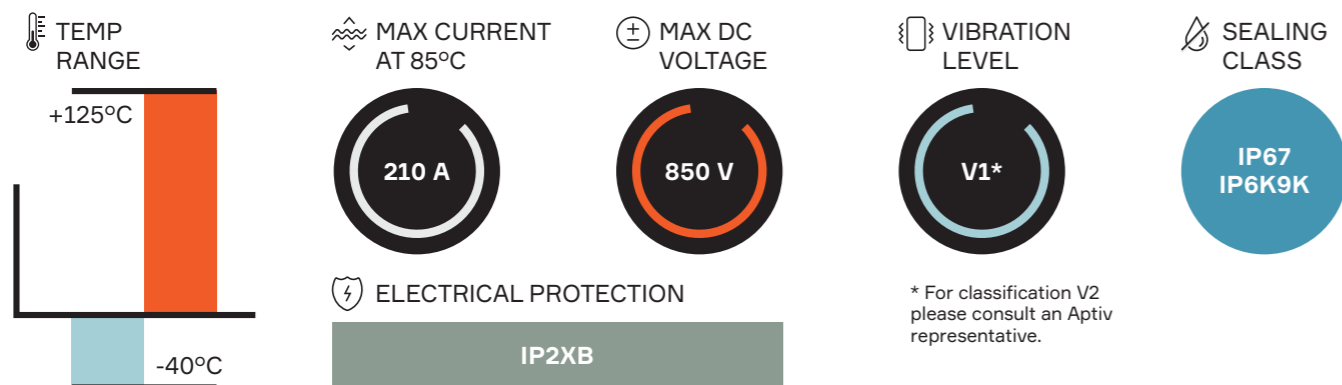 TEMP
RANGE
+125°C
-40°C
MAX CURRENT
AT 85°C
210 A
MAX DC
VOLTAGE
850 V
ELECTRICAL PROTECTION
IP2XB
VIBRATION
LEVEL
V1*
* For classification V2
please consult an Aptiv
representative.
SEALING
CLASS
IP67
IP6K9K